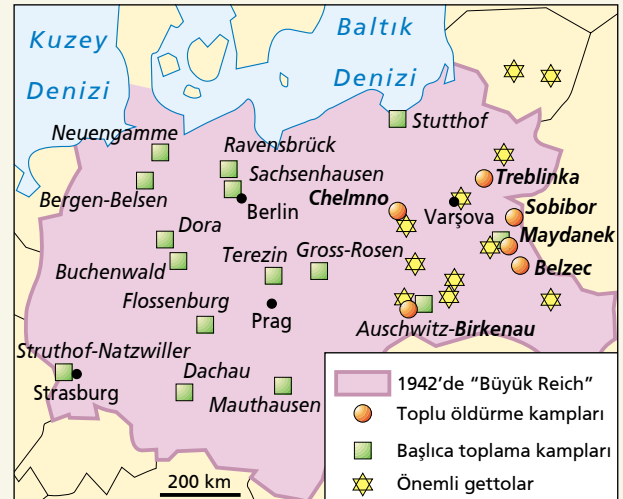 Kuzey
Denizi
Baltık
Denizi
Neuengamme
Ravensbrück
Stutthof
Sachsenhausen
Treblinka
Bergen-Belsen
Berlin
Chelmno
Varşova
Sobibor
Dora
Maydanek
Buchenwald
Terezin
Gross-Rosen
Belzec
Flossenburg
Prag
Auschwitz-Birkenau
Struthof-Natzwiller
Strasburg
Dachau
Mauthausen
200 km
1942'de “Büyük Reich”
Toplu öldürme kampları
Başlıca toplama kampları
Önemli gettolar